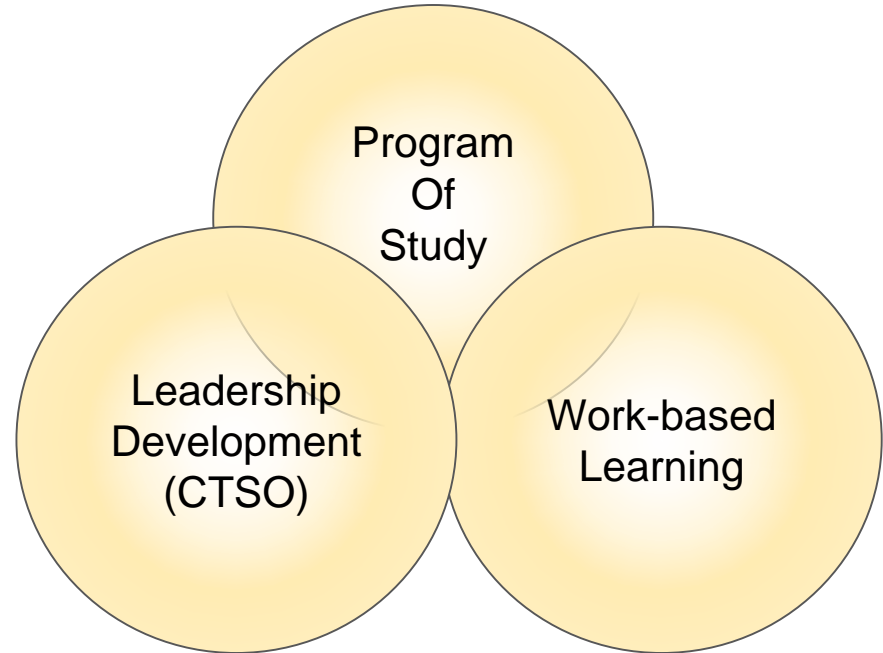 Program
Of
Study
Leadership
Development
(CTSO)
Work-based
Learning